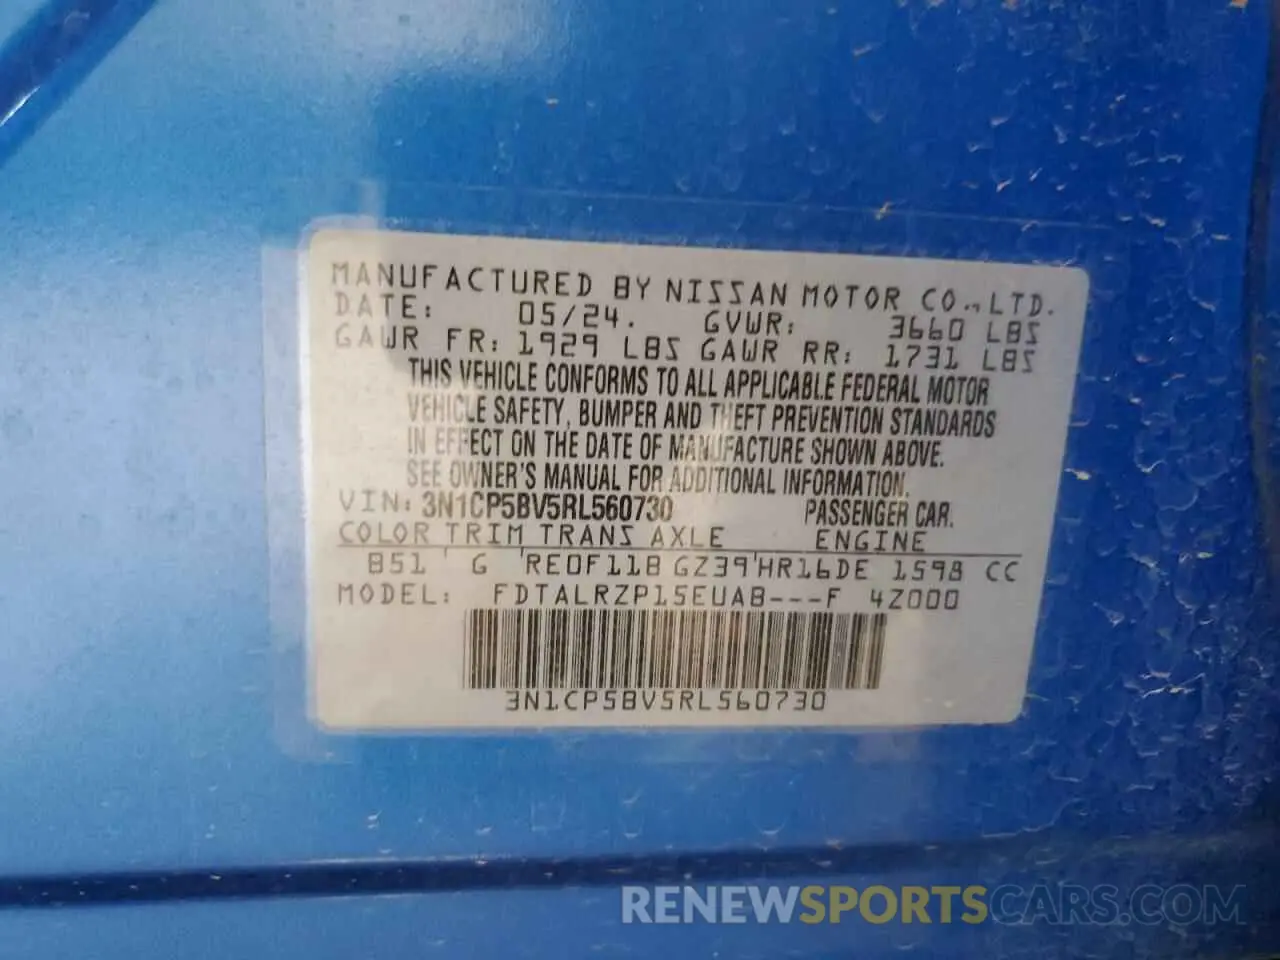 MANUFACTURED BY NISSAN MOTOR CO., LTD.
DATE: 05/24. GVWR: 3660 LBS
GAWR FR: 1929 LBS GAWR RR: 1731 LBS
THIS VEHICLE CONFORMS TO ALL APPLICABLE FEDERAL MOTOR
VEHICLE SAFETY, BUMPER AND THEFT PREVENTION STANDARDS
IN EFFECT ON THE DATE OF MANUFACTURE SHOWN ABOVE.
SEE OWNER'S MANUAL FOR ADDITIONAL INFORMATION.
VIN: 3N1CP5BV5RL560730 PASSENGER CAR.
COLOR TRIM TRANS AXLE ENGINE
B51 ' G 'RE0F11B GZ39'HR16DE 1598 CC
MODEL: FDTALRZP15EUAB---F 4Z000
3N1CP5BV5RL560730
RENEWSPORTSCARS.COM